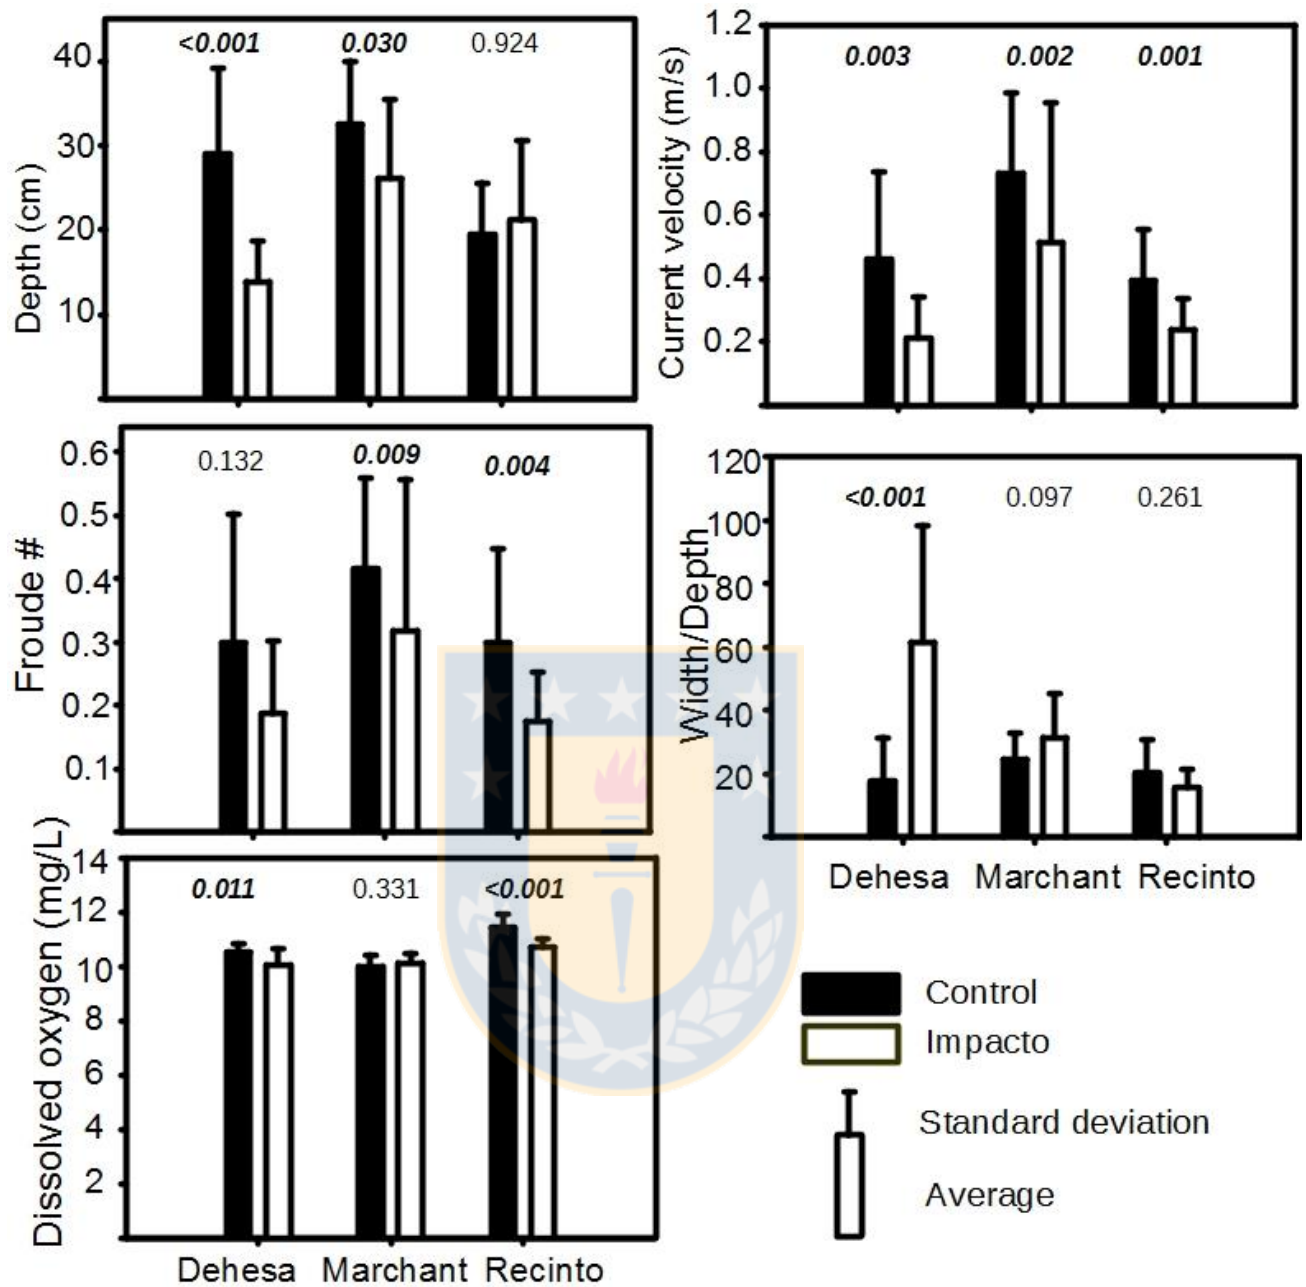 Depth (cm)
40
30
20
10
<0.001 0.030 0.924
Current velocity (m/s)
1.2
1.0
0.8
0.6
0.4
0.2
0.003 0.002 0.001
Froude #
0.6
0.5
0.4
0.3
0.2
0.1
0.132 0.009 0.004
Width/Depth
120
100
80
60
40
20
<0.001 0.097 0.261
Dehesa Marchant Recinto
Dissolved oxygen (mg/L)
14
12
10
8
6
4
2
0.011 0.331 <0.001
Dehesa Marchant Recinto
Control
Impacto
Standard deviation
Average